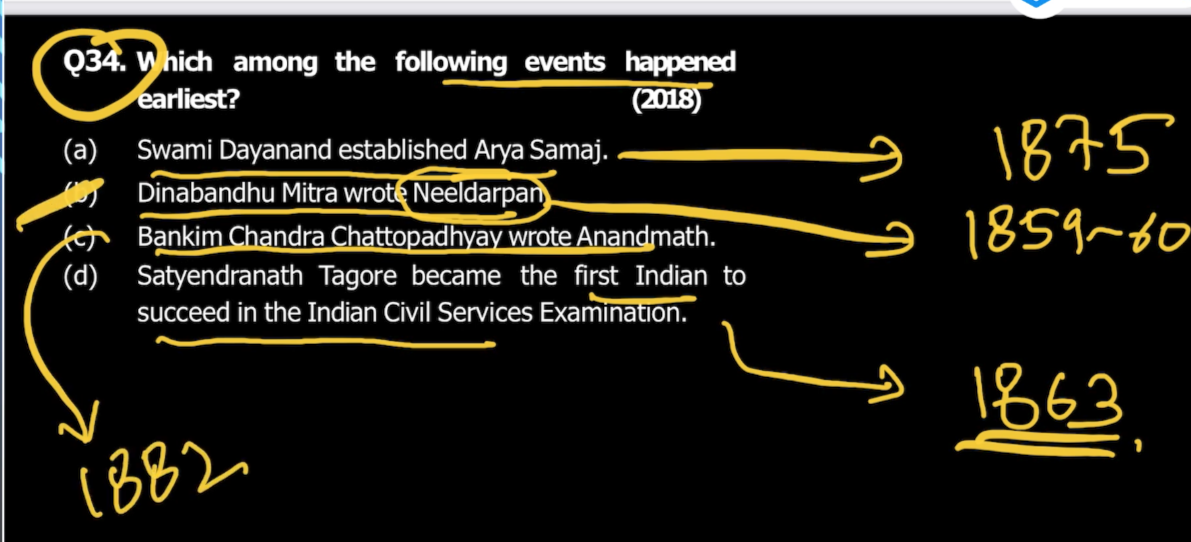 Q34. Which among the following events happened
earliest? (2018)
(a) Swami Dayanand established Arya Samaj.
1875
(b) Dinabandhu Mitra wrote Neeldarpan
1859~60
(c) Bankim Chandra Chattopadhyay wrote Anandmath.
(d) Satyendranath Tagore became the first Indian to
succeed in the Indian Civil Services Examination.
1863
1882